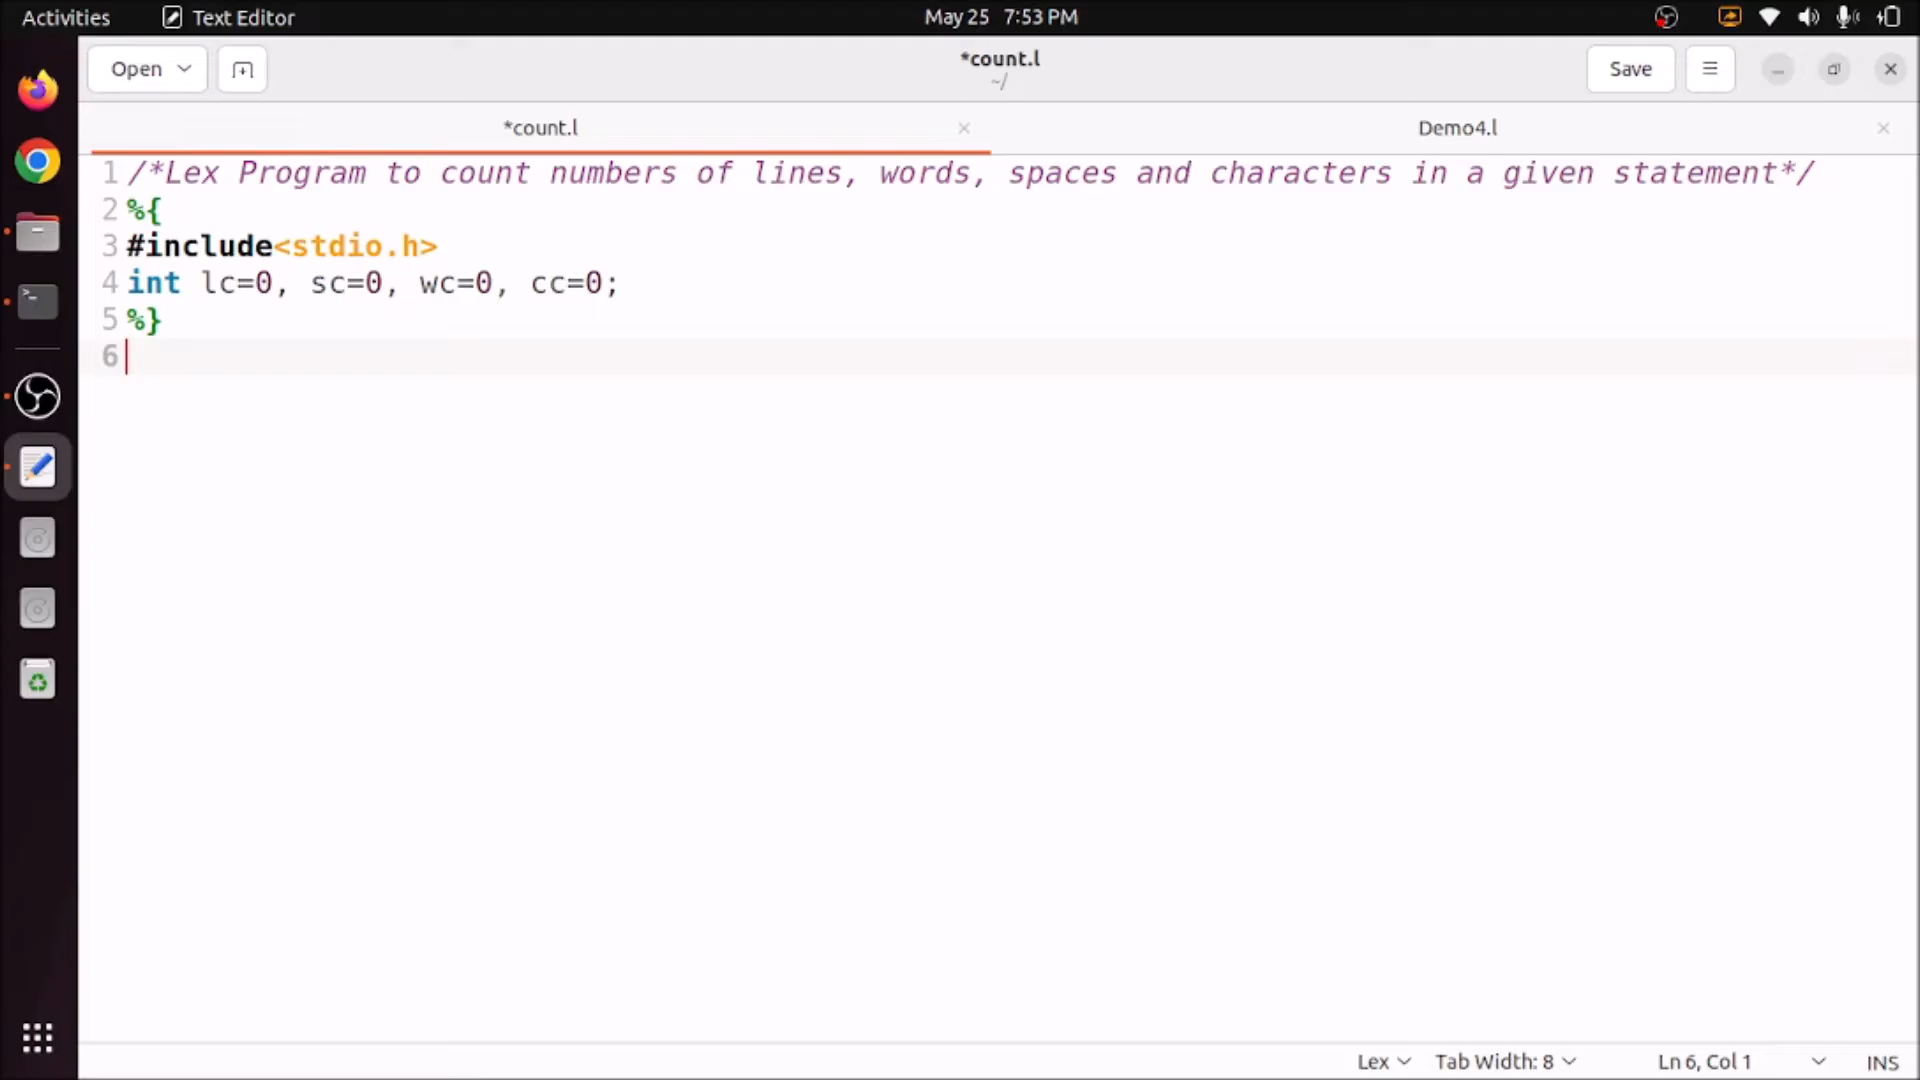 Activities Text Editor May 25 7:53 PM
Open *count.l Save
~/
*count.l Demo4.l
1 /*Lex Program to count numbers of lines, words, spaces and characters in a given statement*/
2 %{
3 #include<stdio.h>
4 int lc=0, sc=0, wc=0, cc=0;
5 %}
6
Lex Tab Width: 8 Ln 6, Col 1 INS